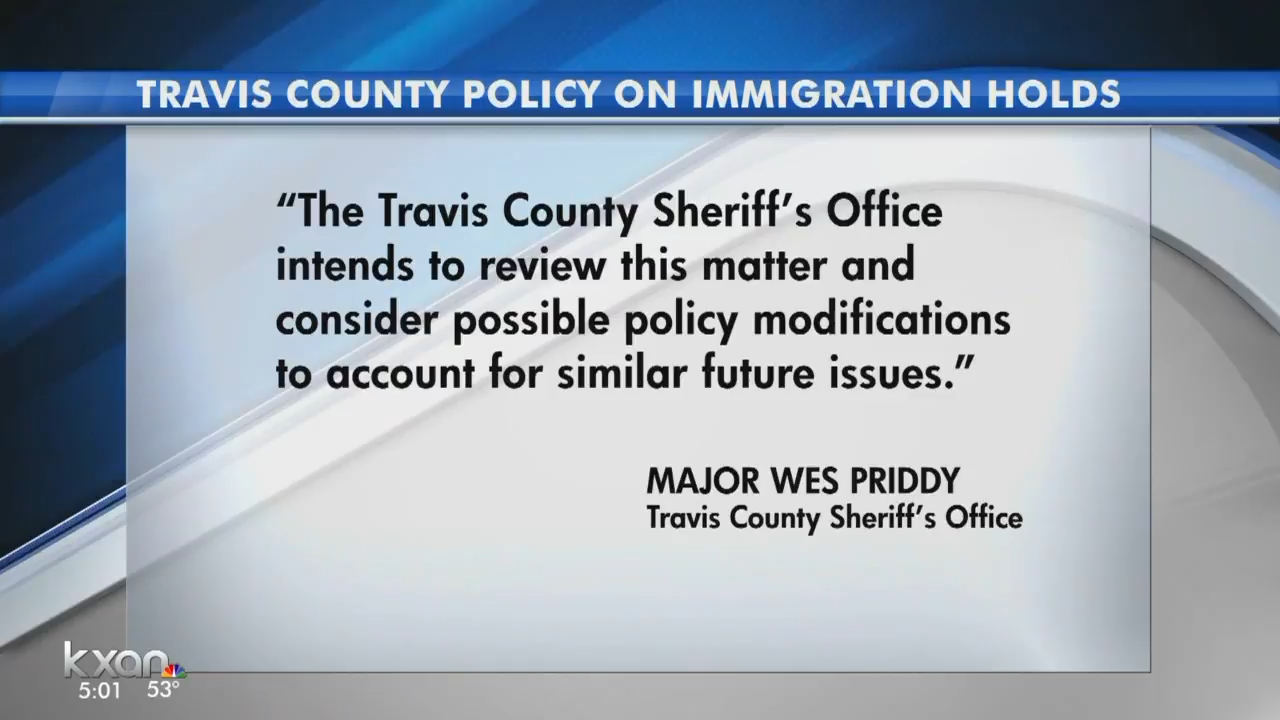 TRAVIS COUNTY POLICY ON IMMIGRATION HOLDS
“The Travis County Sheriff’s Office
intends to review this matter and
consider possible policy modifications
to account for similar future issues.”
MAJOR WES PRIDDY
Travis County Sheriff’s Office
kxan
5:01 53°